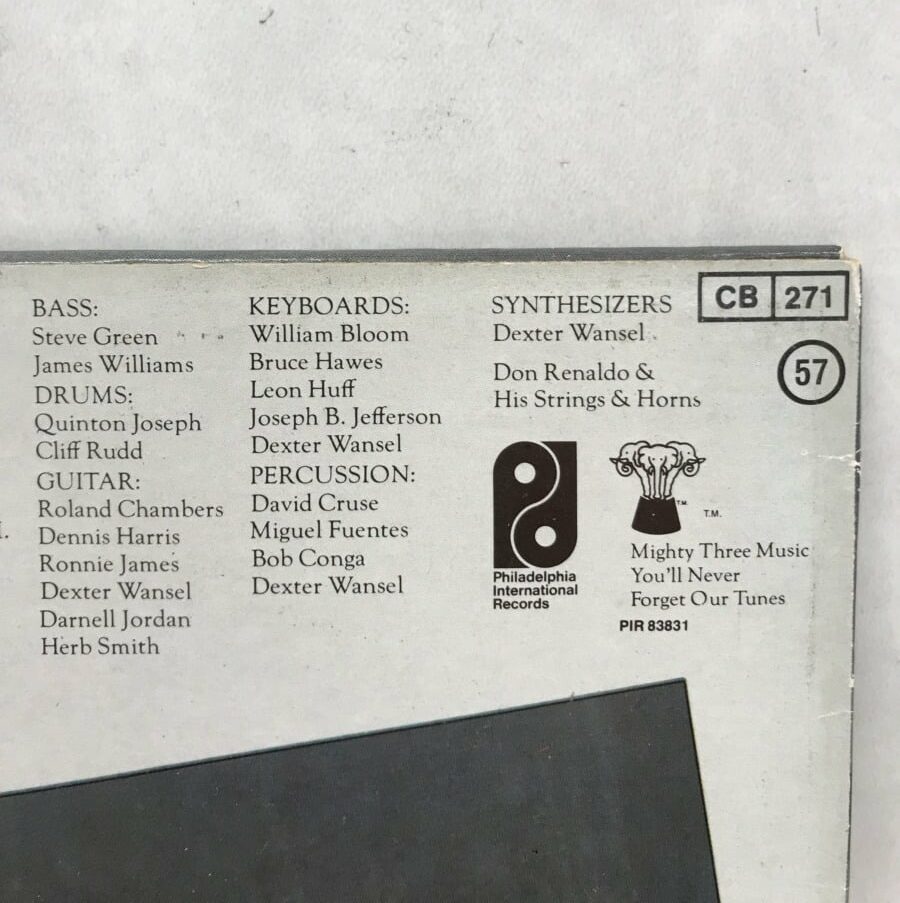 BASS:
Steve Green
James Williams
DRUMS:
Quinton Joseph
Cliff Rudd
GUITAR:
Roland Chambers
Dennis Harris
Ronnie James
Dexter Wansel
Darnell Jordan
Herb Smith
KEYBOARDS:
William Bloom
Bruce Hawes
Leon Huff
Joseph B. Jefferson
Dexter Wansel
PERCUSSION:
David Cruse
Miguel Fuentes
Bob Conga
Dexter Wansel
SYNTHESIZERS
Dexter Wansel
Don Renaldo &
His Strings & Horns
CB 271
57
Philadelphia
International
Records
T.M.
T.M.
Mighty Three Music
You'll Never
Forget Our Tunes
PIR 83831